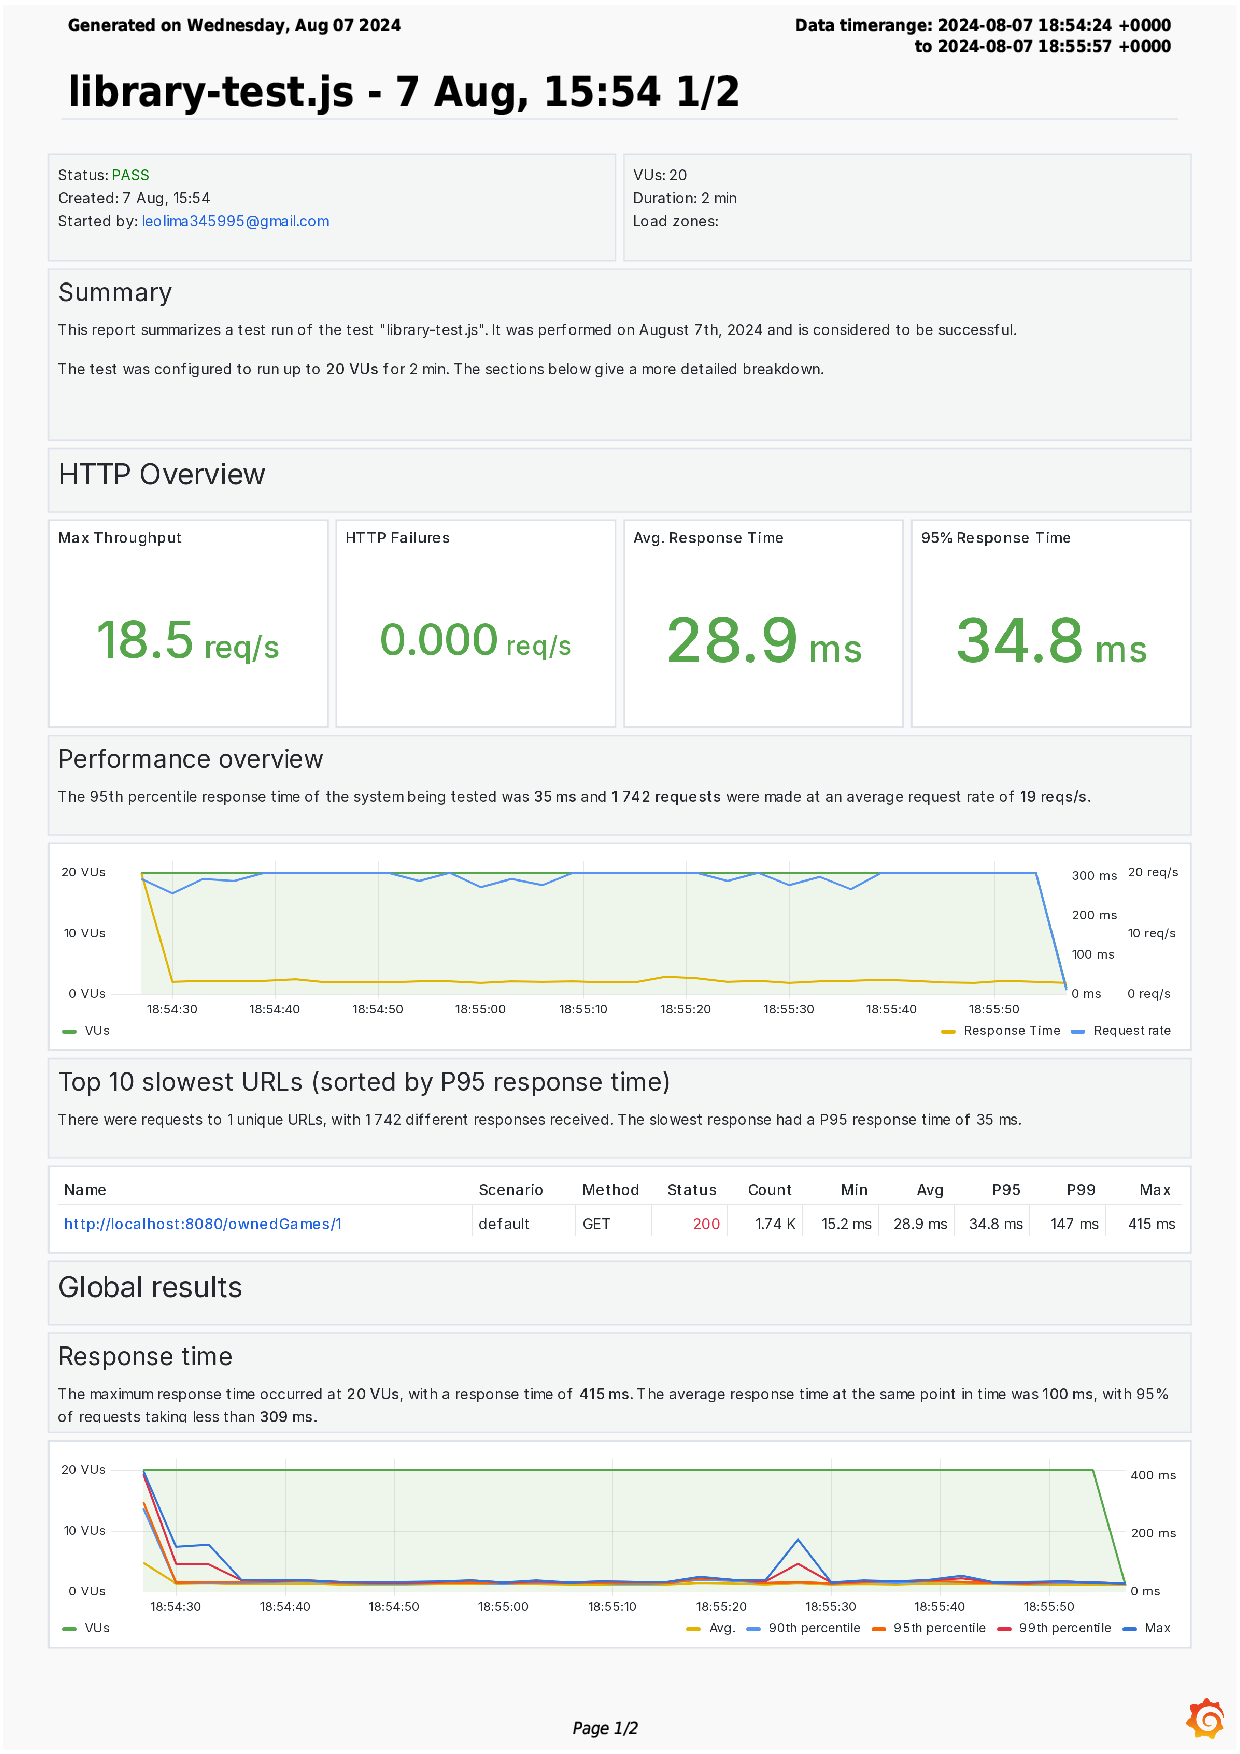 Generated on Wednesday, Aug 07 2024
Data timerange: 2024-08-07 18:54:24 +0000
to 2024-08-07 18:55:57 +0000
library-test.js - 7 Aug, 15:54 1/2
Status: PASS
Created: 7 Aug, 15:54
Started by: leolima345995@gmail.com
VUs: 20
Duration: 2 min
Load zones:
Summary
This report summarizes a test run of the test "library-test.js". It was performed on August 7th, 2024 and is considered to be successful.
The test was configured to run up to 20 VUs for 2 min. The sections below give a more detailed breakdown.
HTTP Overview
Max Throughput
18.5 req/s
HTTP Failures
0.000 req/s
Avg. Response Time
28.9 ms
95% Response Time
34.8 ms
Performance overview
The 95th percentile response time of the system being tested was 35 ms and 1 742 requests were made at an average request rate of 19 reqs/s.
20 VUs
10 VUs
0 VUs
300 ms 20 req/s
200 ms
10 req/s
100 ms
0 ms 0 req/s
18:54:30 18:54:40 18:54:50 18:55:00 18:55:10 18:55:20 18:55:30 18:55:40 18:55:50
VUs Response Time Request rate
Top 10 slowest URLs (sorted by P95 response time)
There were requests to 1 unique URLs, with 1 742 different responses received. The slowest response had a P95 response time of 35 ms.
Name Scenario Method Status Count Min Avg P95 P99 Max
http://localhost:8080/ownedGames/1 default GET 200 1.74 K 15.2 ms 28.9 ms 34.8 ms 147 ms 415 ms
Global results
Response time
The maximum response time occurred at 20 VUs, with a response time of 415 ms. The average response time at the same point in time was 100 ms, with 95%
of requests taking less than 309 ms.
20 VUs
10 VUs
0 VUs
400 ms
200 ms
0 ms
18:54:30 18:54:40 18:54:50 18:55:00 18:55:10 18:55:20 18:55:30 18:55:40 18:55:50
VUs Avg. 90th percentile 95th percentile 99th percentile Max
Page 1/2